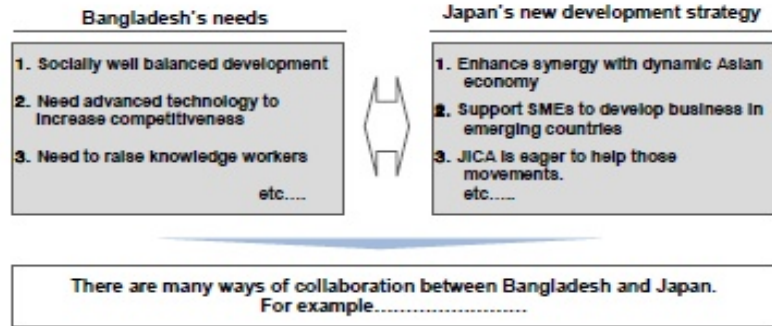 Bangladesh's needs
1. Socially well balanced development
2. Need advanced technology to
increase competitiveness
3. Need to raise knowledge workers
etc....
Japan's new development strategy
1. Enhance synergy with dynamic Asian
economy
2. Support SMEs to develop business in
emerging countries
3. JICA is eager to help those
movements.
etc.....
There are many ways of collaboration between Bangladesh and Japan.
For example........................